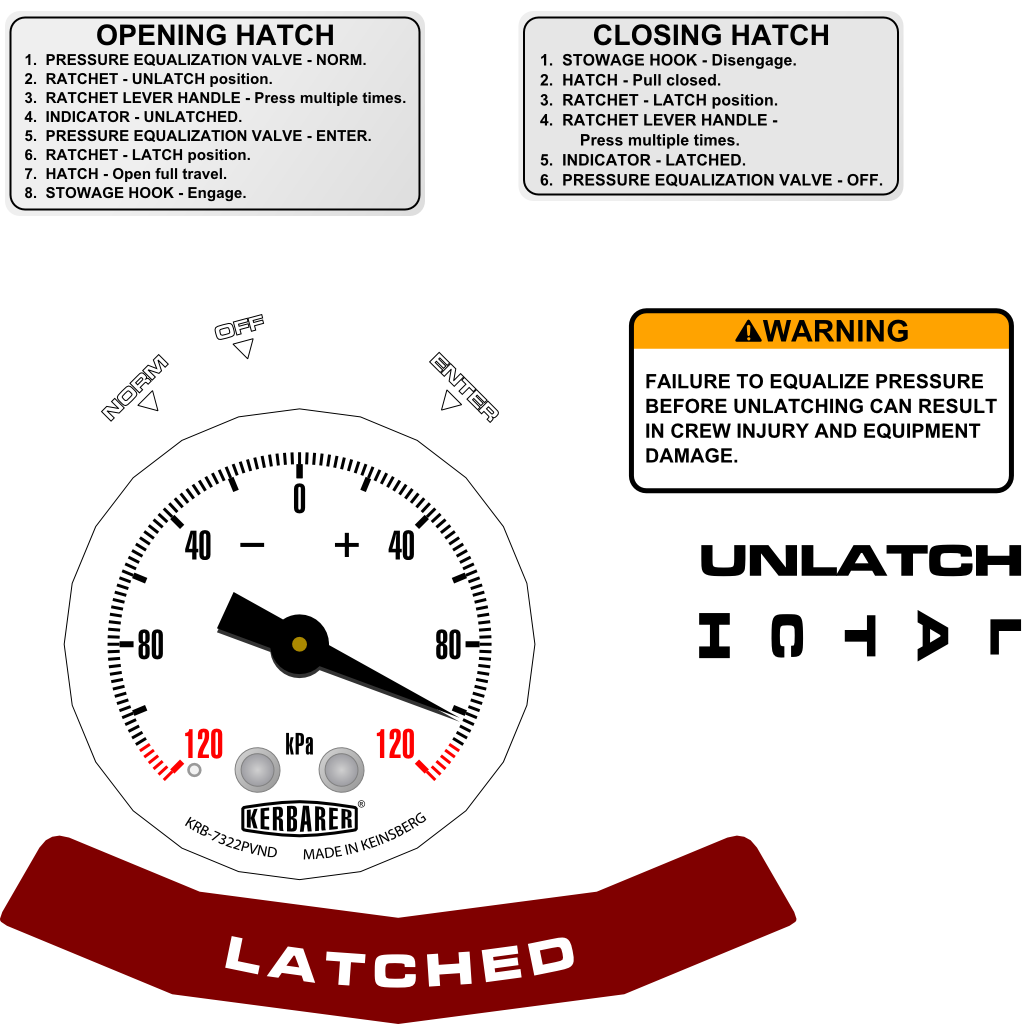 OPENING HATCH
1. PRESSURE EQUALIZATION VALVE - NORM.
2. RATCHET - UNLATCH position.
3. RATCHET LEVER HANDLE - Press multiple times.
4. INDICATOR - UNLATCHED.
5. PRESSURE EQUALIZATION VALVE - ENTER.
6. RATCHET - LATCH position.
7. HATCH - Open full travel.
8. STOWAGE HOOK - Engage.
CLOSING HATCH
1. STOWAGE HOOK - Disengage.
2. HATCH - Pull closed.
3. RATCHET - LATCH position.
4. RATCHET LEVER HANDLE -
Press multiple times.
5. INDICATOR - LATCHED.
6. PRESSURE EQUALIZATION VALVE - OFF.
NORM
OFF
ENTER
WARNING
FAILURE TO EQUALIZE PRESSURE
BEFORE UNLATCHING CAN RESULT
IN CREW INJURY AND EQUIPMENT
DAMAGE.
0
40 − + 40
80 80
120 kPa 120
KERBARER®
KRB-7322PVND MADE IN KEINSBERG
UNLATCH
LATCH
LATCHED